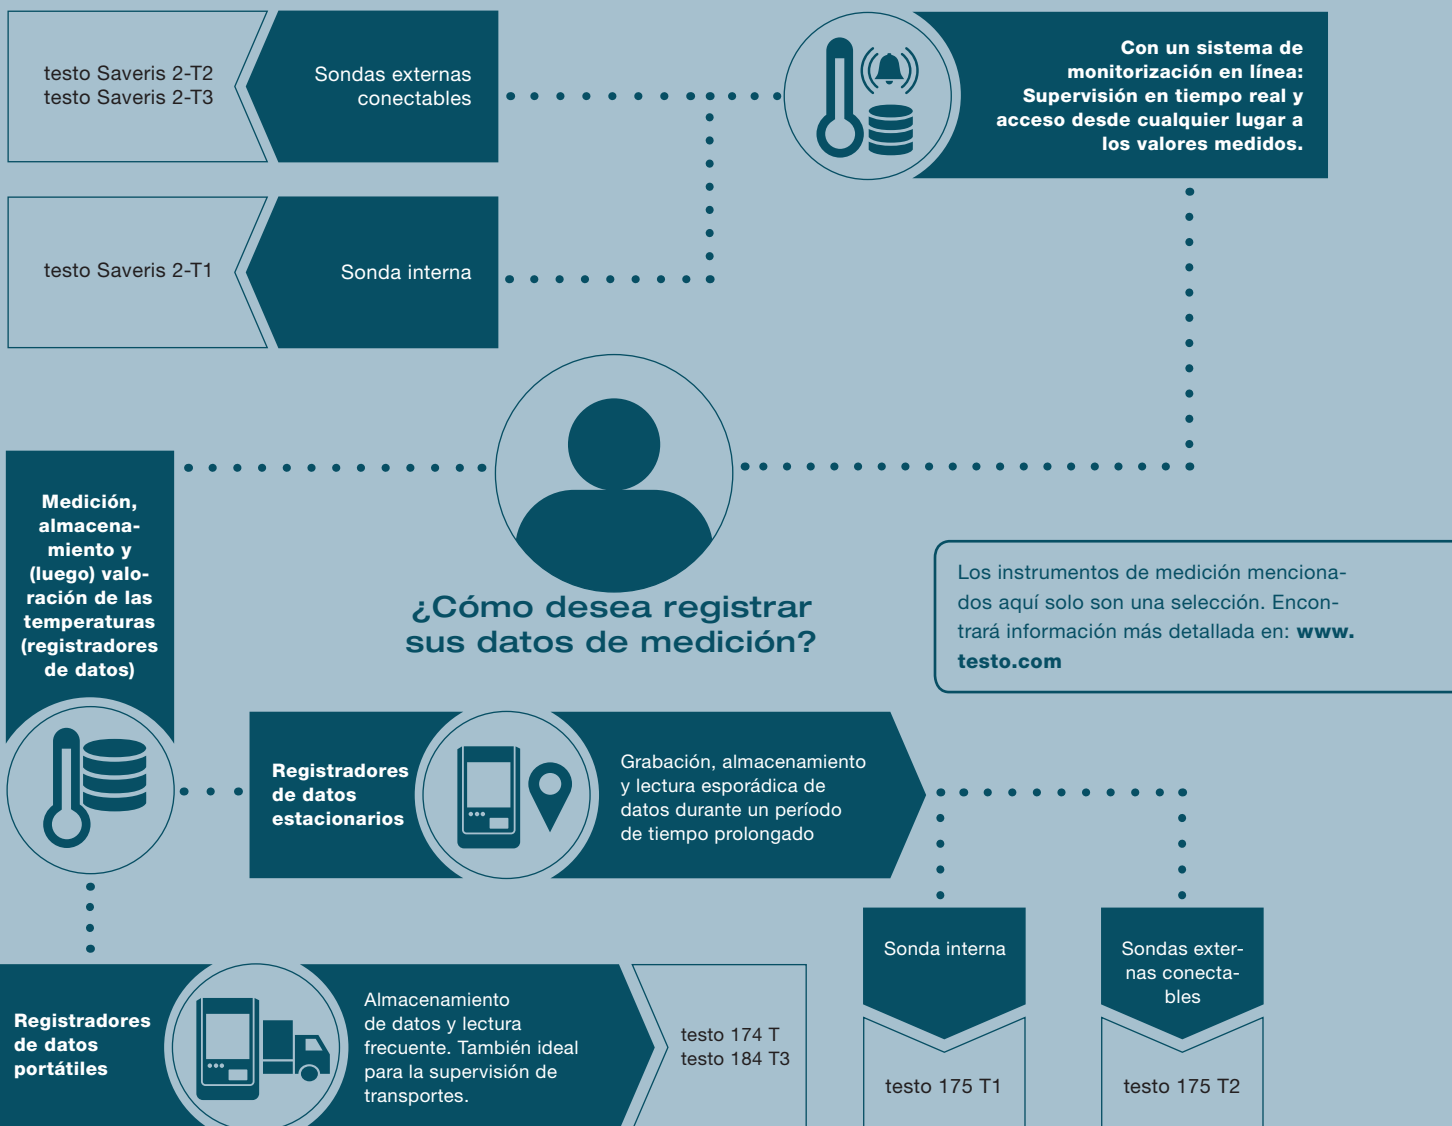 testo Saveris 2-T2
testo Saveris 2-T3
Sondas externas
conectables
Con un sistema de
monitorización en línea:
Supervisión en tiempo real y
acceso desde cualquier lugar a
los valores medidos.
testo Saveris 2-T1
Sonda interna
Medición,
almacena-
miento y
(luego) valo-
ración de las
temperaturas
(registradores
de datos)
¿Cómo desea registrar
sus datos de medición?
Los instrumentos de medición menciona-
dos aquí solo son una selección. Encon-
trará información más detallada en: www.
testo.com
Registradores
de datos
estacionarios
Grabación, almacenamiento
y lectura esporádica de
datos durante un período
de tiempo prolongado
Sonda interna
Sondas exter-
nas conecta-
bles
Registradores
de datos
portátiles
Almacenamiento
de datos y lectura
frecuente. También ideal
para la supervisión de
transportes.
testo 174 T
testo 184 T3
testo 175 T1
testo 175 T2